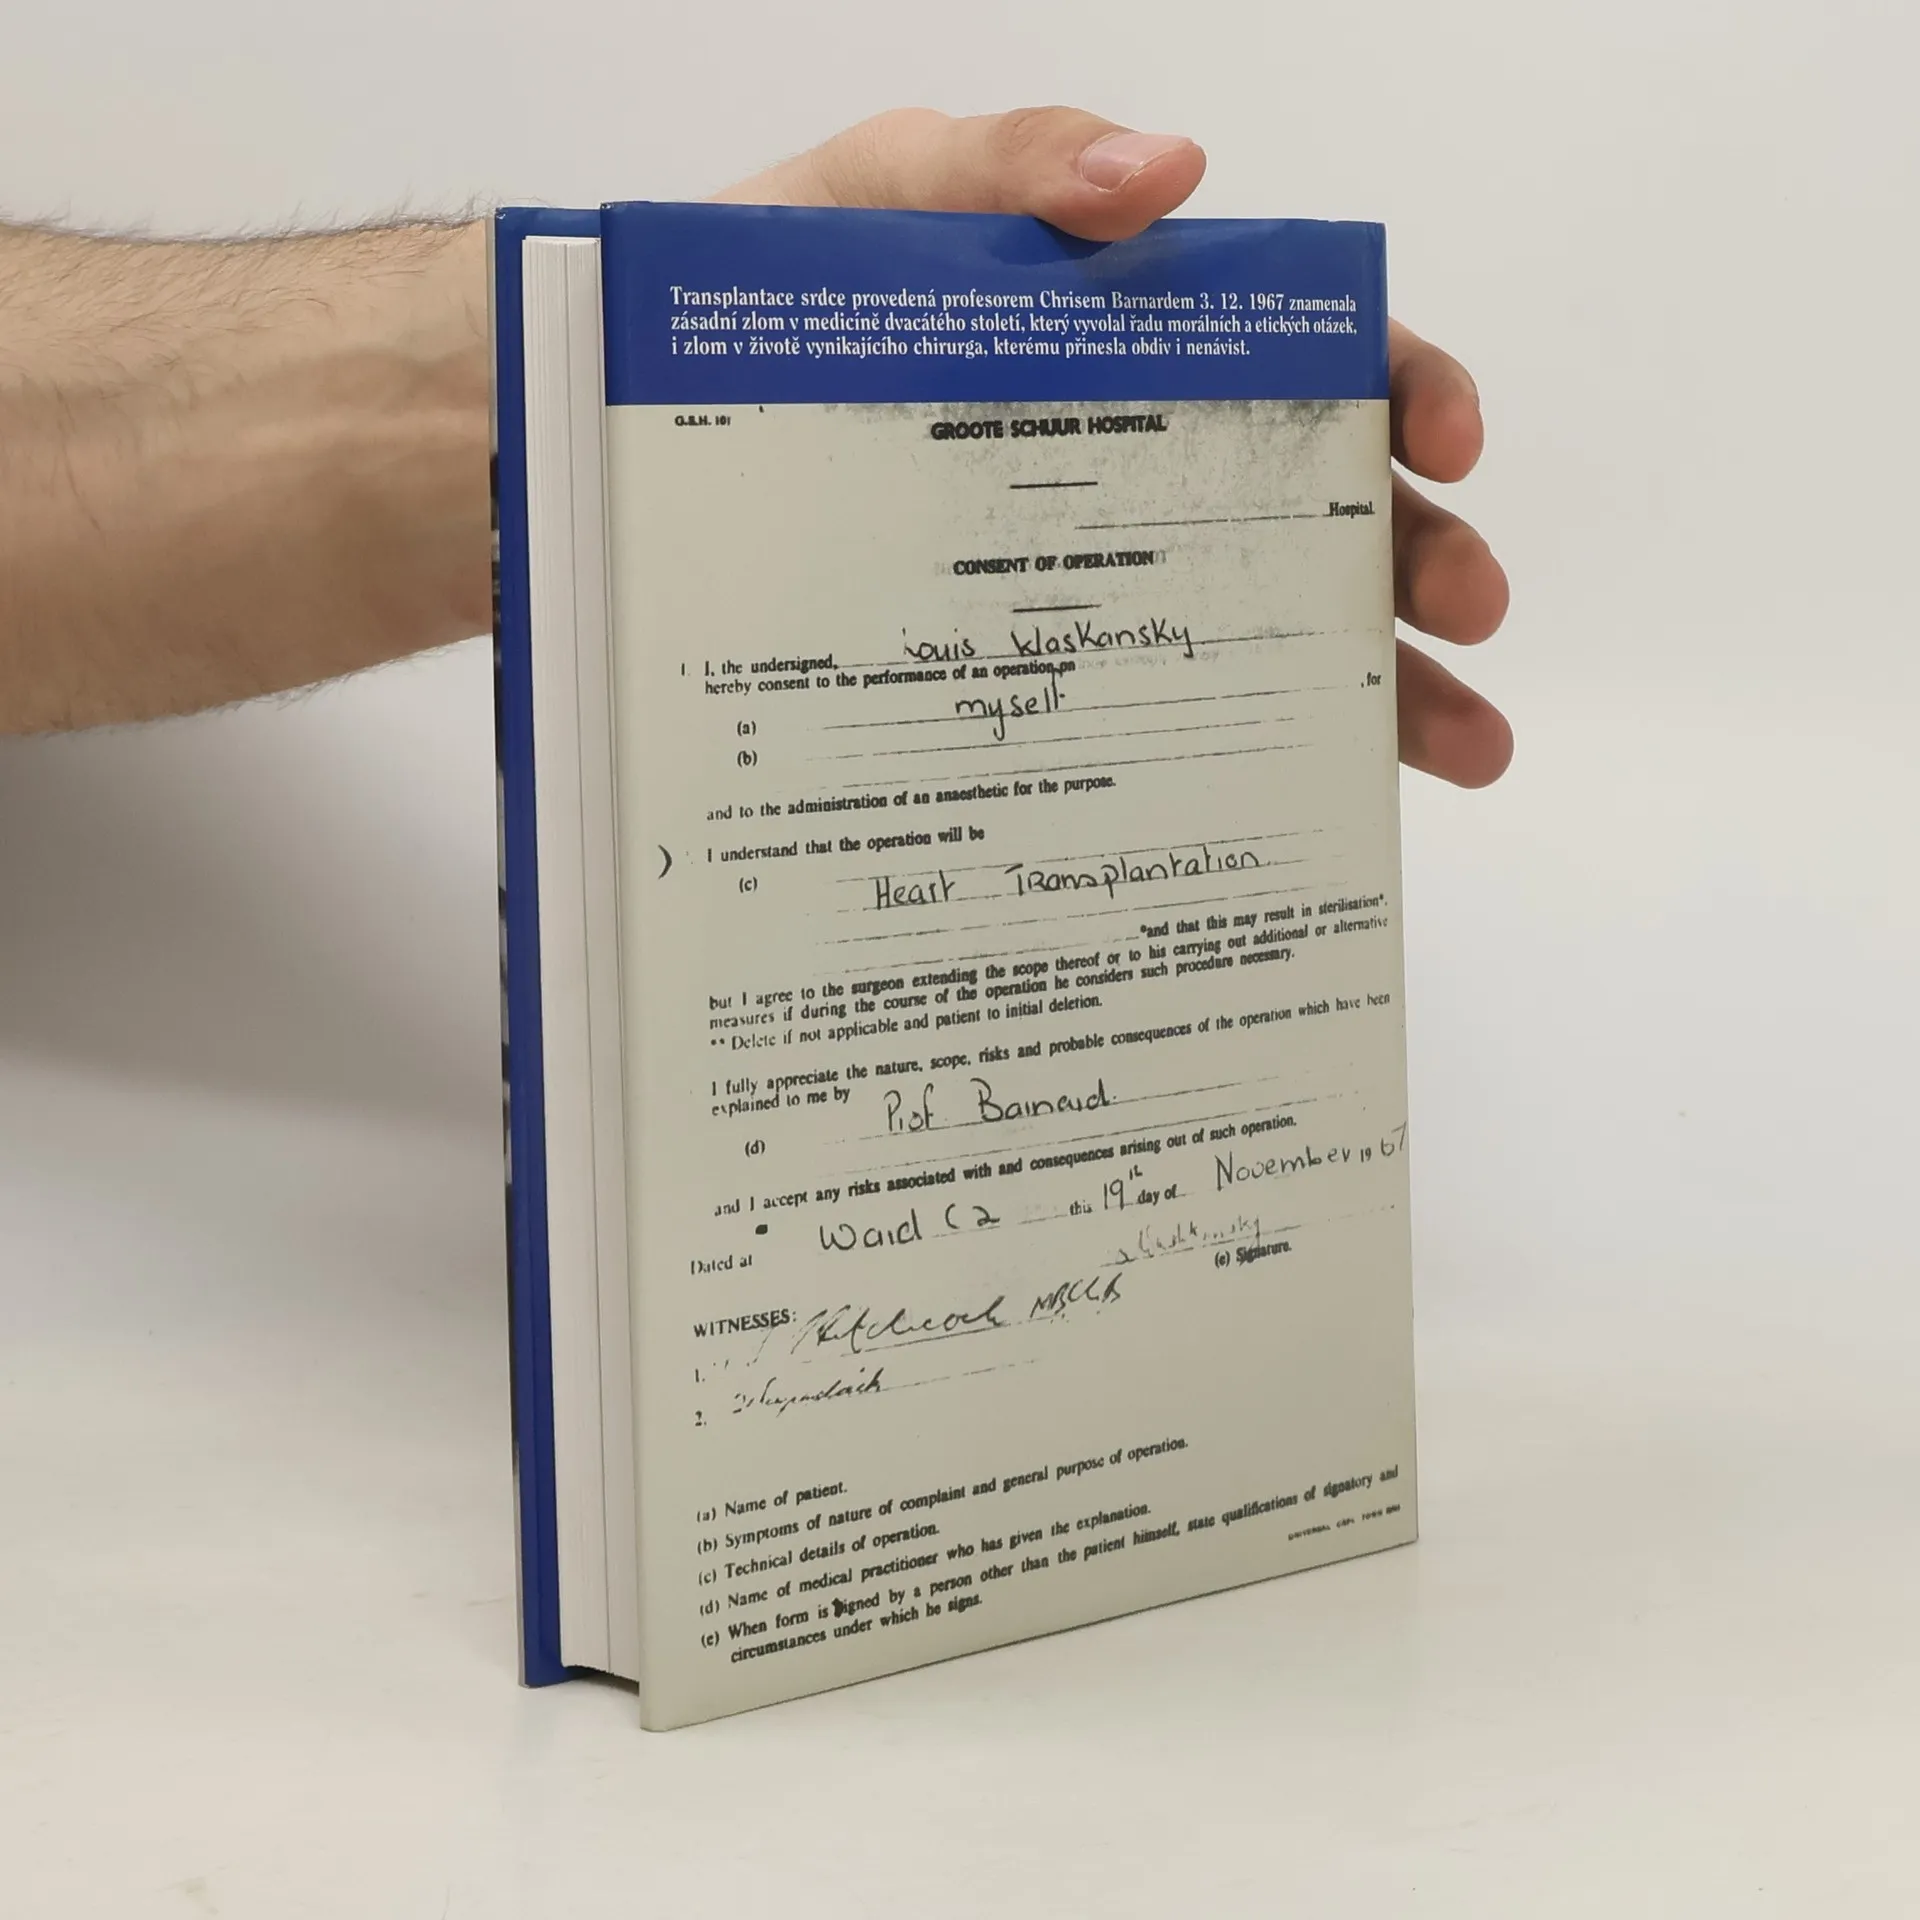 Transplantace srdce provedená profesorem Chrisem Barnardem 3. 12. 1967 znamenala
zásadní zlom v medicíně dvacátého století, který vyvolal řadu morálních a etických otázek,
i zlom v životě vynikajícího chirurga, kterému přinesla obdiv i nenávist.
G.S.H. 101
GROOTE SCHUUR HOSPITAL
Hospital.
CONSENT OF OPERATION
1. I, the undersigned, Louis Waskansky
hereby consent to the performance of an operation on
(a) myself , for
(b)
and to the administration of an anaesthetic for the purpose.
) I understand that the operation will be
(c) Heart Transplantation
*and that this may result in sterilisation*.
but I agree to the surgeon extending the scope thereof or to his carrying out additional or alternative
measures if during the course of the operation he considers such procedure necessary.
** Delete if not applicable and patient to initial deletion.
I fully appreciate the nature, scope, risks and probable consequences of the operation which have been
explained to me by
(d) Prof Barnard.
and I accept any risks associated with and consequences arising out of such operation.
Dated at Ward C2 this 19th day of November 1967
(e) Signature.
WITNESSES:
1. Hitchcock MBChB
2.
(a) Name of patient.
(b) Symptoms of nature of complaint and general purpose of operation.
(c) Technical details of operation.
(d) Name of medical practitioner who has given the explanation.
(e) When form is signed by a person other than the patient himself, state qualifications of signatory and
circumstances under which he signs.